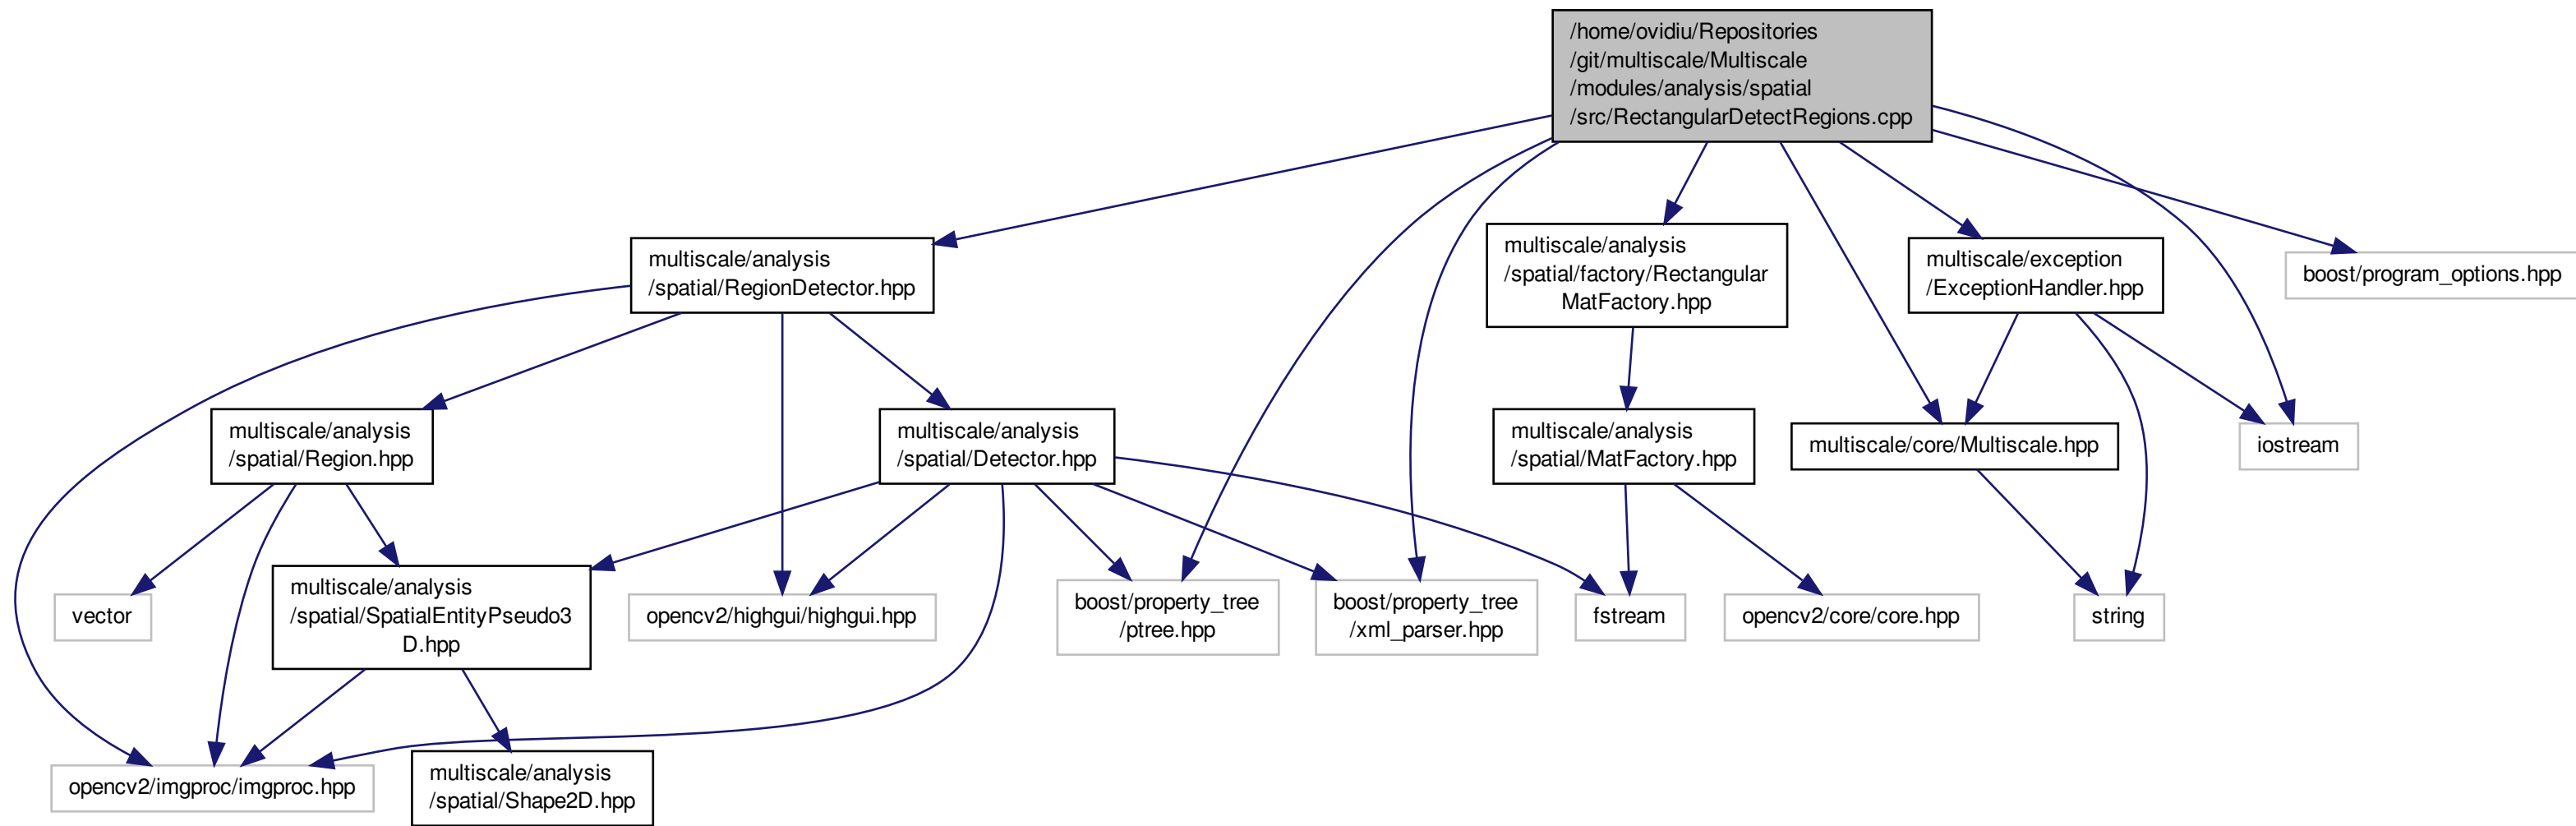 /home/ovidiu/Repositories
/git/multiscale/Multiscale
/modules/analysis/spatial
/src/RectangularDetectRegions.cpp
multiscale/analysis
/spatial/RegionDetector.hpp
multiscale/analysis
/spatial/factory/Rectangular
MatFactory.hpp
multiscale/exception
/ExceptionHandler.hpp
boost/program_options.hpp
multiscale/analysis
/spatial/Region.hpp
multiscale/analysis
/spatial/Detector.hpp
multiscale/analysis
/spatial/MatFactory.hpp
multiscale/core/Multiscale.hpp
iostream
vector
multiscale/analysis
/spatial/SpatialEntityPseudo3
D.hpp
opencv2/highgui/highgui.hpp
boost/property_tree
/ptree.hpp
boost/property_tree
/xml_parser.hpp
fstream
opencv2/core/core.hpp
string
opencv2/imgproc/imgproc.hpp
multiscale/analysis
/spatial/Shape2D.hpp